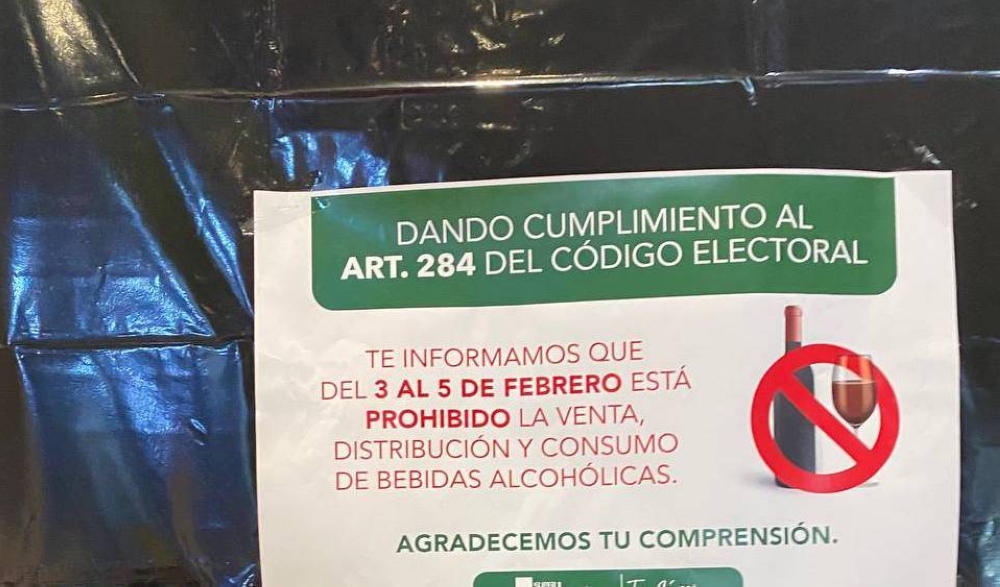 DANDO CUMPLIMIENTO AL
ART. 284 DEL CÓDIGO ELECTORAL
TE INFORMAMOS QUE
DEL 3 AL 5 DE FEBRERO ESTÁ
PROHIBIDO LA VENTA,
DISTRIBUCIÓN Y CONSUMO
DE BEBIDAS ALCOHÓLICAS.
AGRADECEMOS TU COMPRENSIÓN.